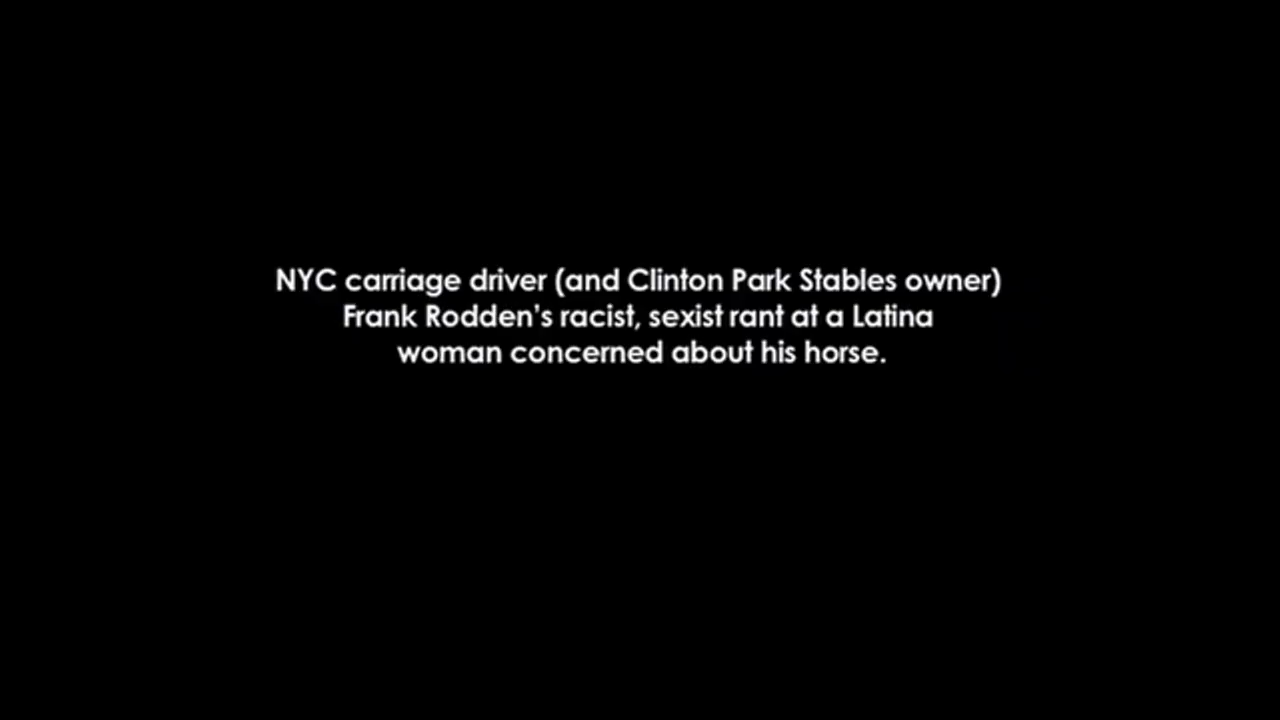 NYC carriage driver (and Clinton Park Stables owner)
Frank Rodden’s racist, sexist rant at a Latina
woman concerned about his horse.